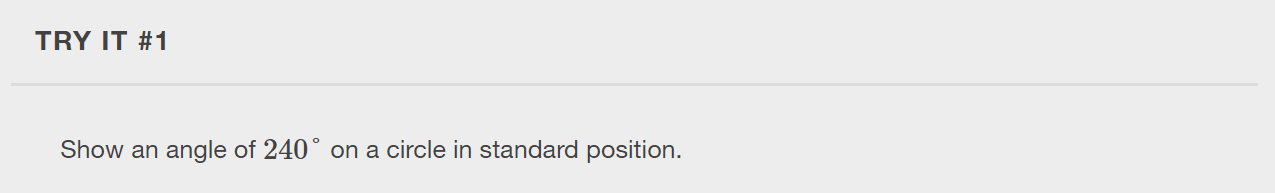 TRY IT #1
Show an angle of 240° on a circle in standard position.